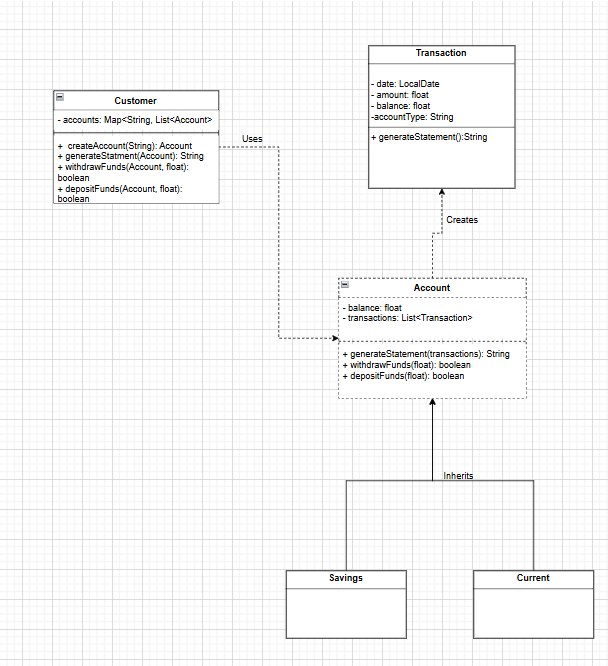 Transaction
- date: LocalDate
- amount: float
- balance: float
-accountType: String
+ generateStatement():String
Customer
- accounts: Map<String, List<Account>
+ createAccount(String): Account
+ generateStatment(Account): String
+ withdrawFunds(Account, float):
boolean
+ depositFunds(Account, float):
boolean
Uses
Creates
Account
- balance: float
- transactions: List<Transaction>
+ generateStatement(transactions): String
+ withdrawFunds(float): boolean
+ depositFunds(float): boolean
Inherits
Savings
Current